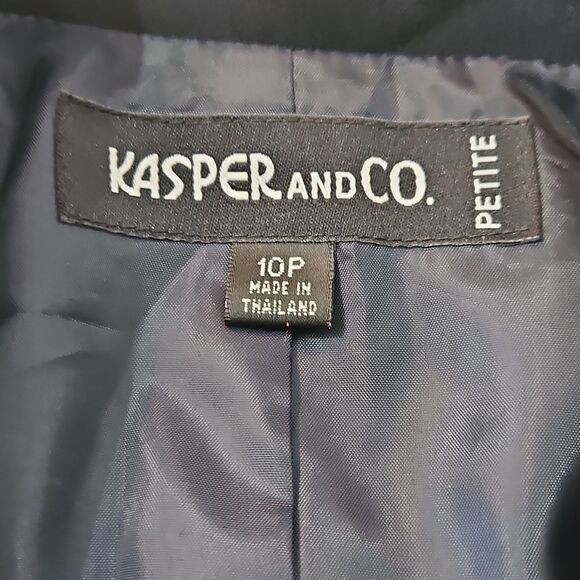 KASPER AND CO.
PETITE
10P
MADE IN
THAILAND